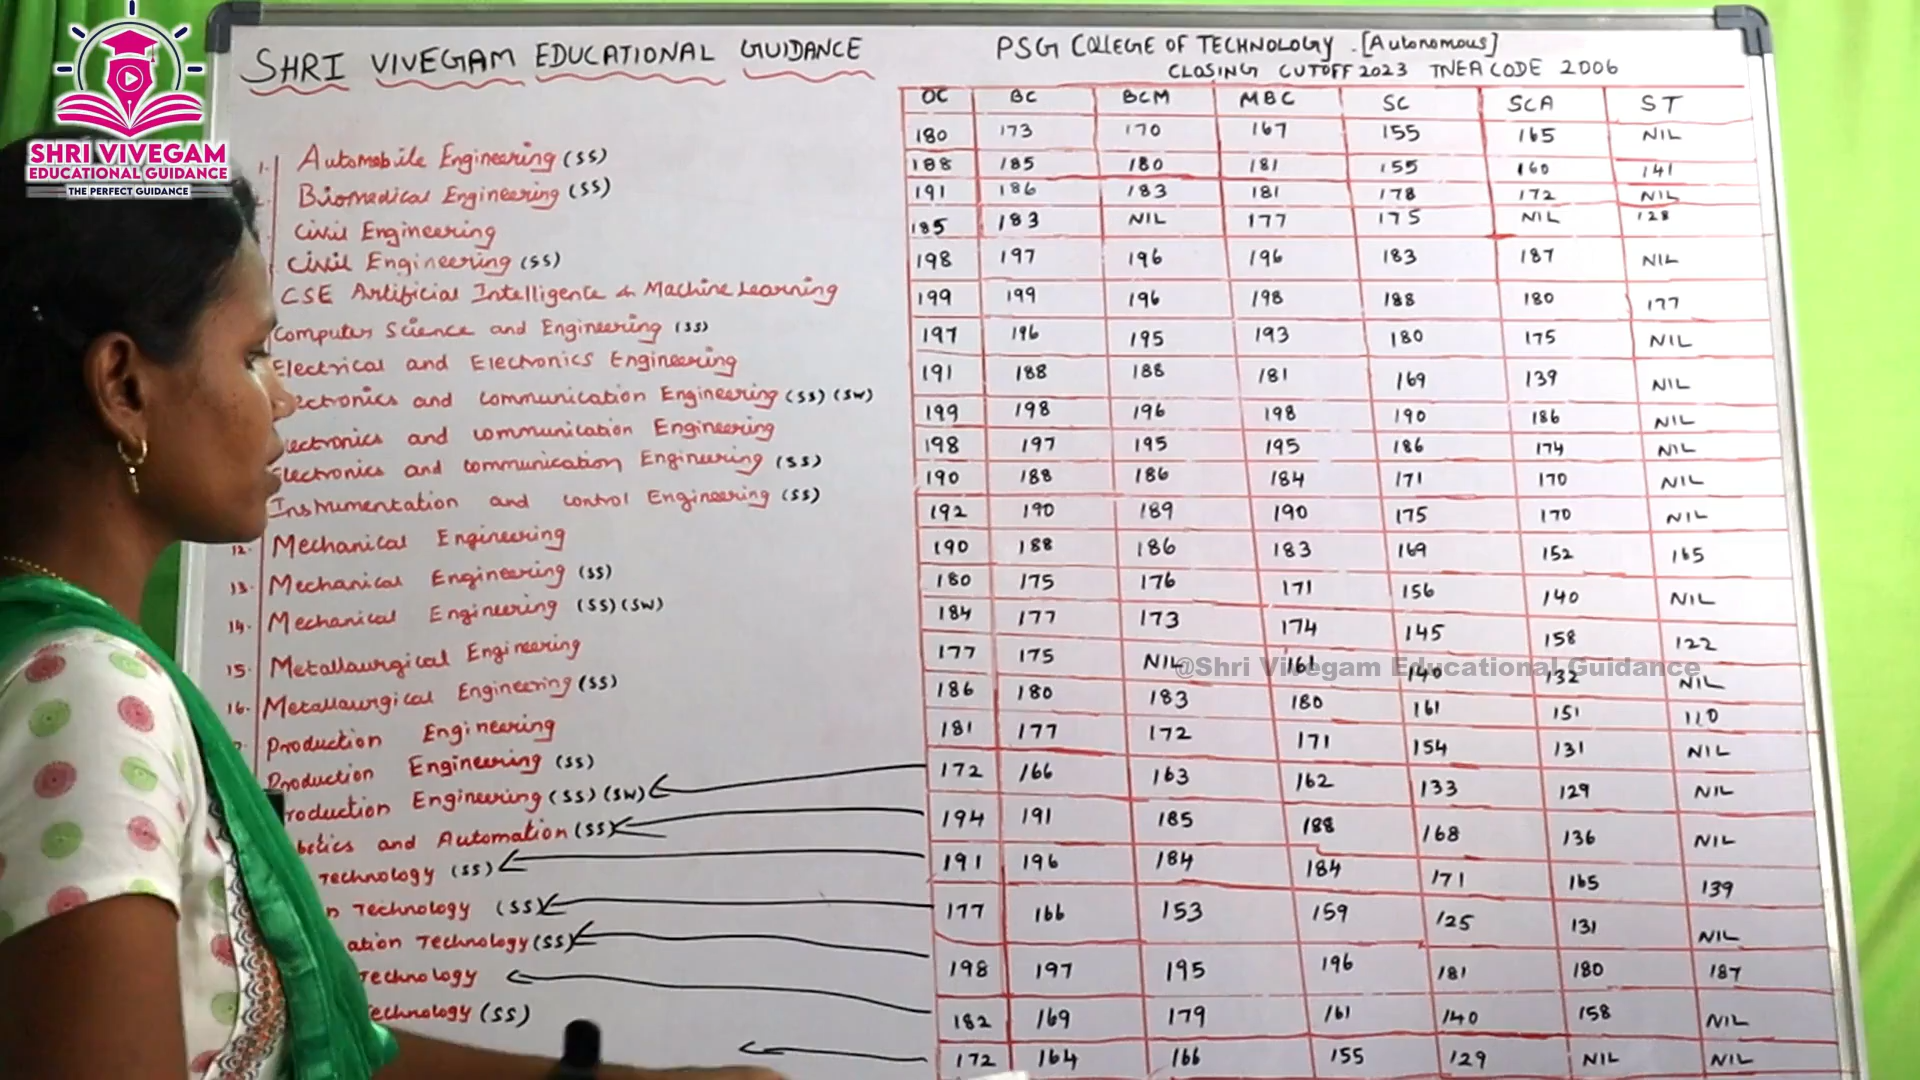 SHRI VIVEGAM EDUCATIONAL GUIDANCE
PSG COLLEGE OF TECHNOLOGY. [Autonomous]
CLOSING CUTOFF 2023 TNEA CODE 2006
SHRI VIVEGAM
EDUCATIONAL GUIDANCE
THE PERFECT GUIDANCE
OC BC BCM MBC SC SCA ST
180 173 170 167 155 165 NIL
188 185 180 181 155 160 141
191 186 183 181 178 172 NIL
185 183 NIL 177 175 NIL 128
198 197 196 196 183 187 NIL
199 199 196 198 188 180 177
197 196 195 193 180 175 NIL
191 188 188 181 169 139 NIL
199 198 196 198 190 186 NIL
198 197 195 195 186 174 NIL
190 188 186 184 171 170 NIL
192 190 189 190 175 170 NIL
190 188 186 183 169 152 165
180 175 176 171 156 140 NIL
184 177 173 174 145 158 122
177 175 NIL 161 140 132 NIL
186 180 183 180 161 151 110
181 177 172 171 154 131 NIL
172 166 163 162 133 129 NIL
194 191 185 188 168 136 NIL
191 196 184 184 171 165 139
177 166 153 159 125 131 NIL
198 197 195 196 181 180 187
182 169 179 161 140 158 NIL
172 164 166 155 129 NIL NIL
1. Automobile Engineering (SS)
Biomedical Engineering (SS)
Civil Engineering
Civil Engineering (SS)
CSE Artificial Intelligence & Machine Learning
Computer Science and Engineering (SS)
Electrical and Electronics Engineering
ectronics and communication Engineering (SS) (SW)
lectronics and communication Engineering
Electronics and communication Engineering (SS)
Instrumentation and control Engineering (SS)
12. Mechanical Engineering
13. Mechanical Engineering (SS)
14. Mechanical Engineering (SS) (SW)
15. Metallaurgical Engineering
16. Metallaurgical Engineering (SS)
Production Engineering
Production Engineering (SS)
roduction Engineering (SS) (SW)
botics and Automation (SS)
Technology (SS)
n Technology (SS)
ation Technology (SS)
Technology
echnology (SS)
@Shri Vivegam Educational Guidance